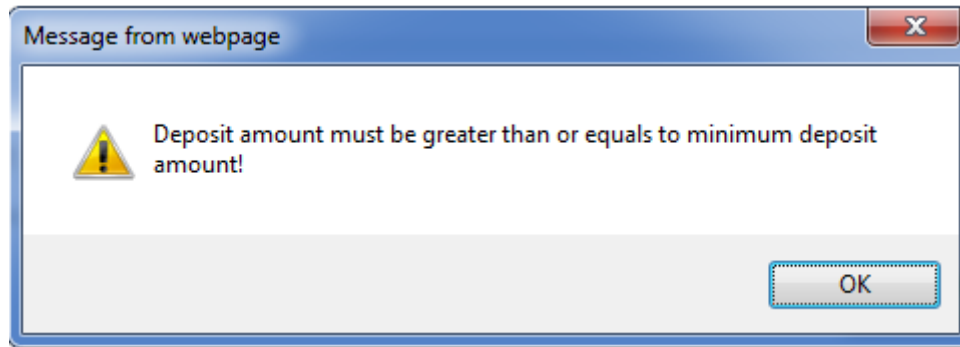 Message from webpage
Deposit amount must be greater than or equals to minimum deposit
amount!
OK